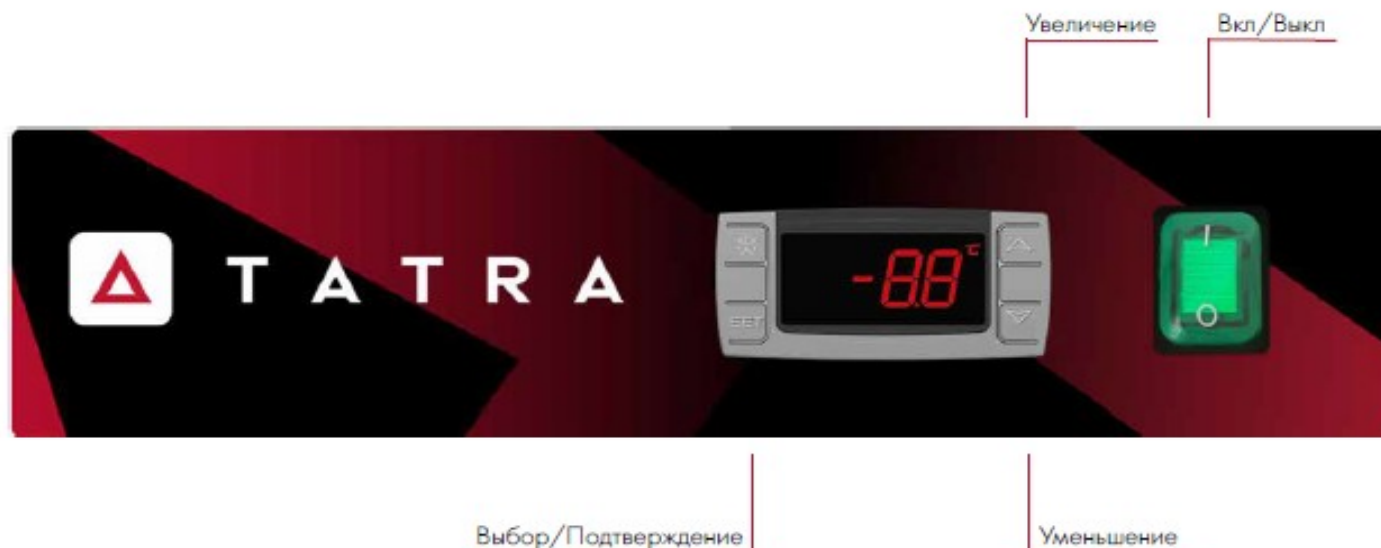 Увеличение Вкл/Выкл
TATRA
-8.8 °C
SET
I
O
Выбор/Подтверждение Уменьшение